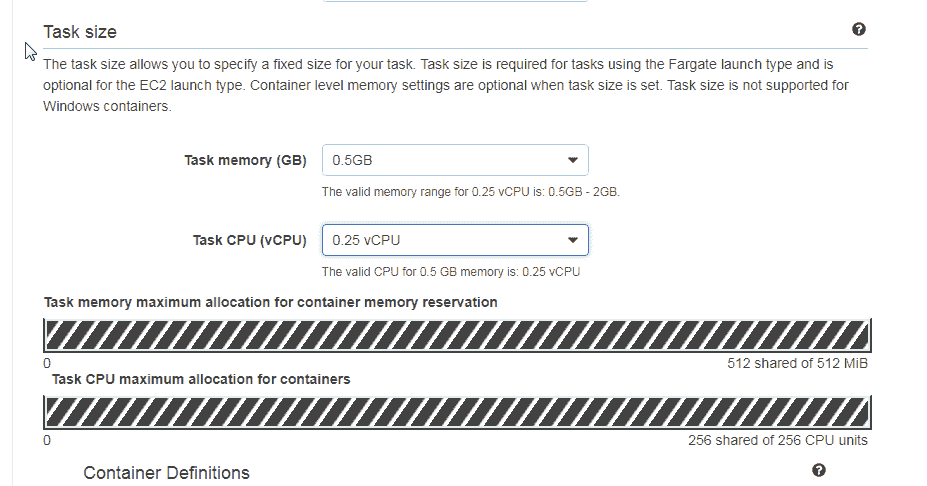 Task size
The task size allows you to specify a fixed size for your task. Task size is required for tasks using the Fargate launch type and is
optional for the EC2 launch type. Container level memory settings are optional when task size is set. Task size is not supported for
Windows containers.
Task memory (GB) 0.5GB
The valid memory range for 0.25 vCPU is: 0.5GB - 2GB.
Task CPU (vCPU) 0.25 vCPU
The valid CPU for 0.5 GB memory is: 0.25 vCPU
Task memory maximum allocation for container memory reservation
0 512 shared of 512 MiB
Task CPU maximum allocation for containers
0 256 shared of 256 CPU units
Container Definitions